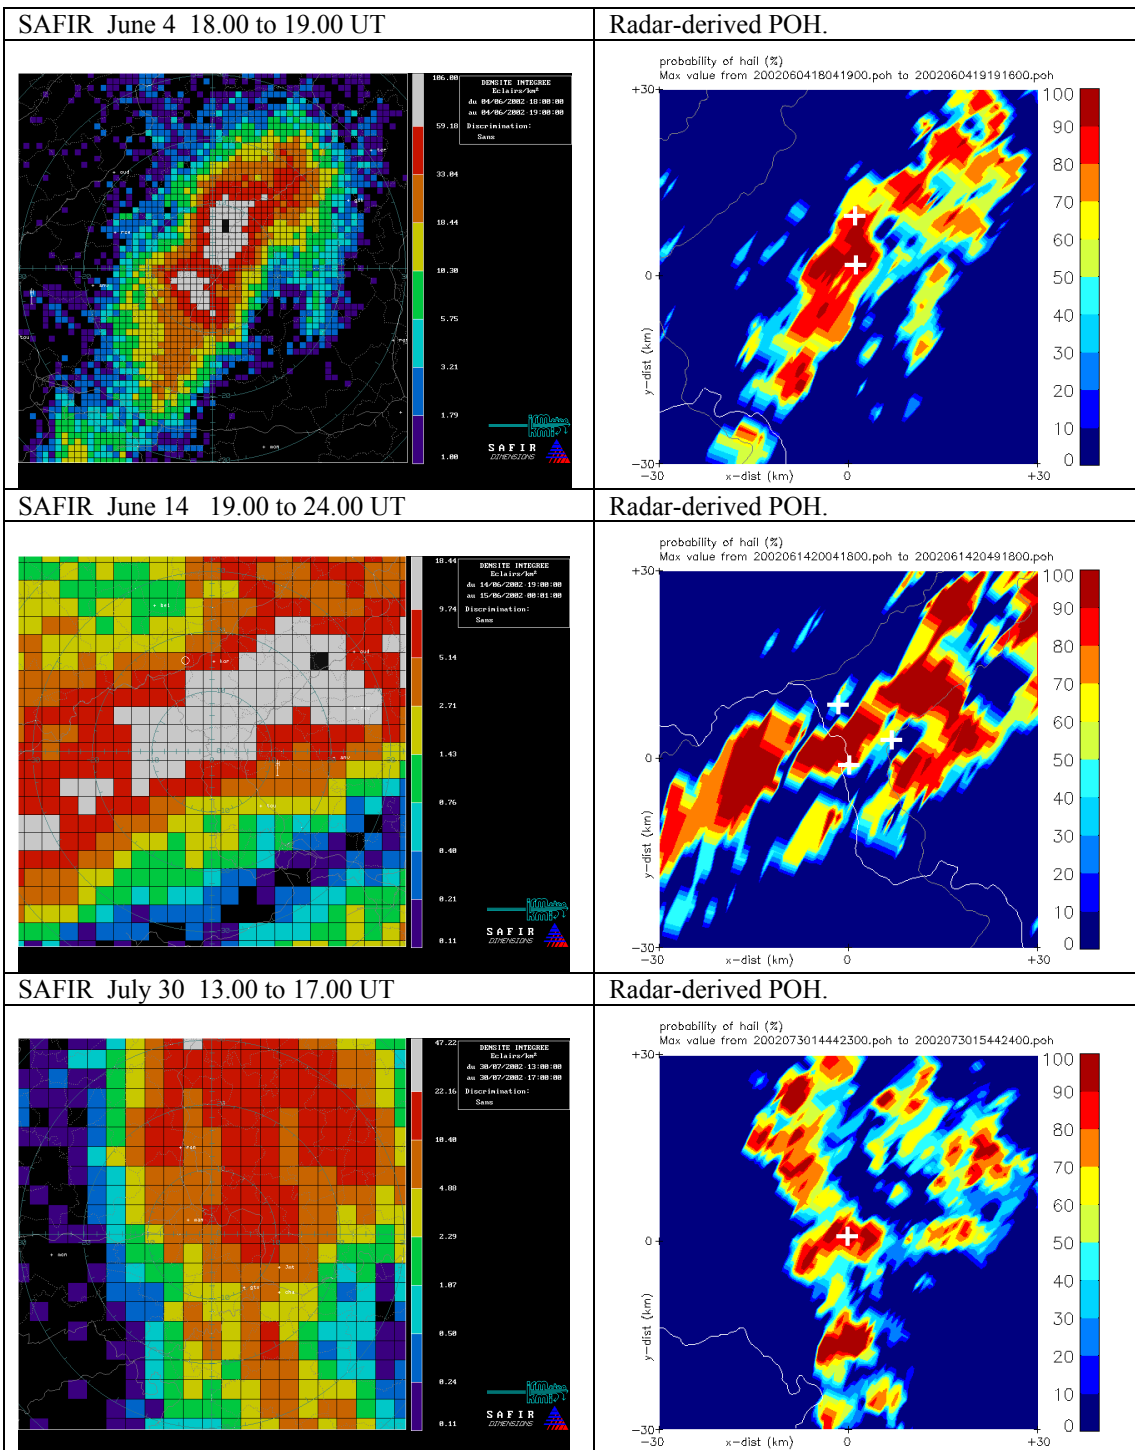 SAFIR June 4 18.00 to 19.00 UT
Radar-derived POH.
106.00
59.18
33.04
18.44
10.30
5.75
3.21
1.79
1.00
DENSITE INTEGREE
Eclairs/km²
du 04/06/2002-18:00:00
au 04/06/2002-19:00:00
Discrimination:
Sans
SAFIR
DIMENSIONS
probability of hail (%)
Max value from 2002060418041900.poh to 2002060419191600.poh
+30
0
-30
y-dist (km)
x-dist (km)
0
+30
100
90
80
70
60
50
40
30
20
10
0
SAFIR June 14 19.00 to 24.00 UT
Radar-derived POH.
18.44
9.74
5.14
2.71
1.43
0.76
0.40
0.21
0.11
DENSITE INTEGREE
Eclairs/km²
du 14/06/2002-19:00:00
au 15/06/2002-00:01:00
Discrimination:
Sans
SAFIR
DIMENSIONS
probability of hail (%)
Max value from 2002061420041800.poh to 2002061420491800.poh
+30
0
-30
y-dist (km)
-30
x-dist (km)
0
+30
100
90
80
70
60
50
40
30
20
10
0
SAFIR July 30 13.00 to 17.00 UT
Radar-derived POH.
47.22
22.16
10.40
4.88
2.29
1.07
0.50
0.24
0.11
DENSITE INTEGREE
Eclairs/km²
du 30/07/2002-13:00:00
au 30/07/2002-17:00:00
Discrimination:
Sans
SAFIR
DIMENSIONS
probability of hail (%)
Max value from 2002073014442300.poh to 2002073015442400.poh
+30
0
-30
y-dist (km)
-30
x-dist (km)
0
+30
100
90
80
70
60
50
40
30
20
10
0